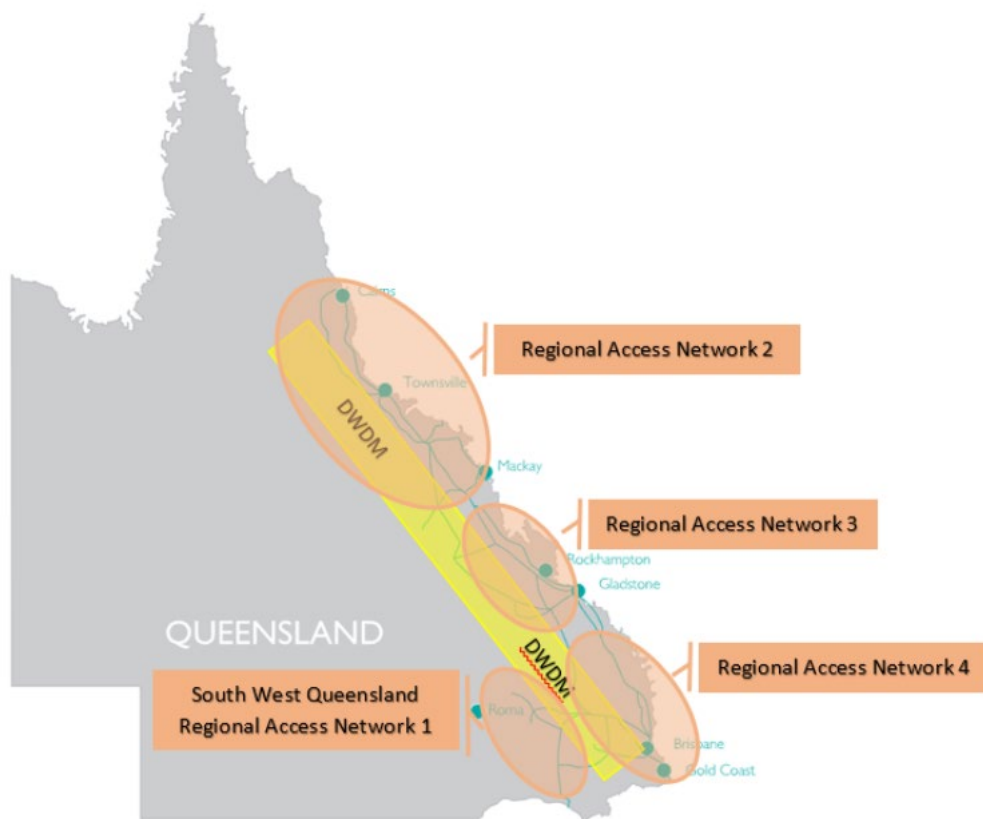 Cairns
Regional Access Network 2
Townsville
DWDM
Mackay
Regional Access Network 3
Rockhampton
Gladstone
QUEENSLAND
DWDM
Regional Access Network 4
South West Queensland
Regional Access Network 1
Roma
Brisbane
Gold Coast